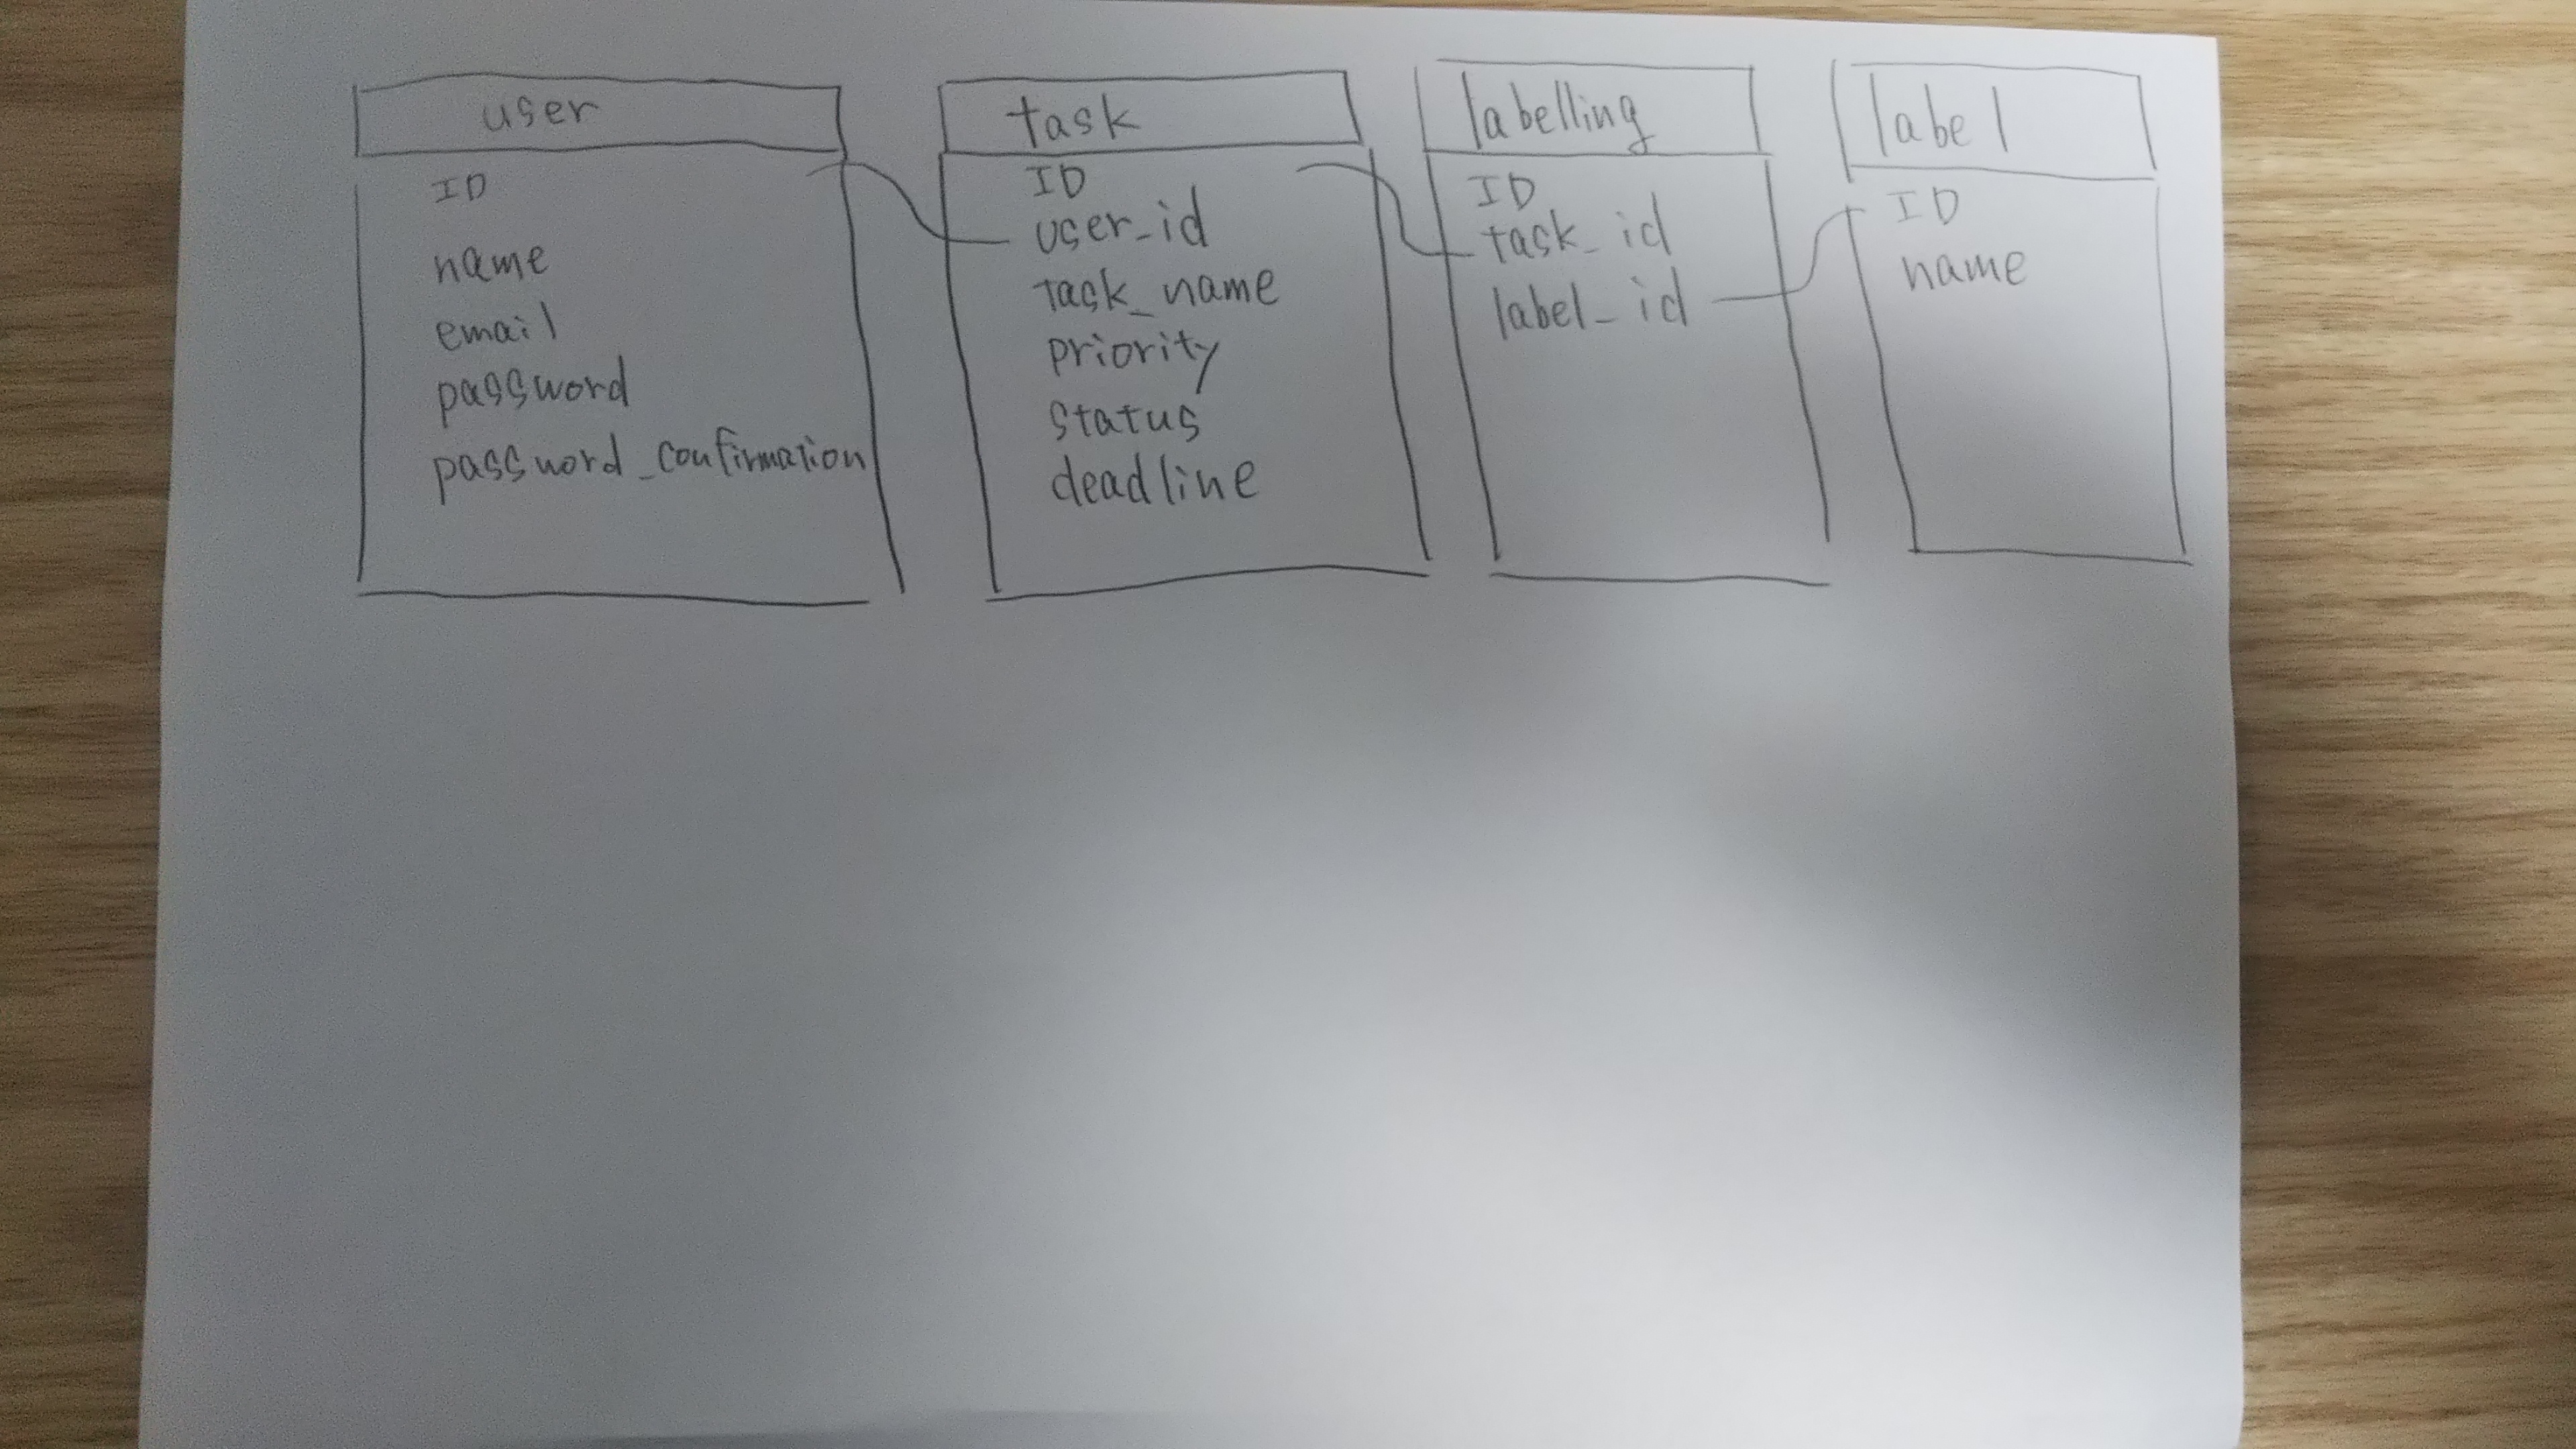 user
ID
name
email
password
password_confirmation
task
ID
user_id
task_name
priority
status
deadline
labelling
ID
task_id
label_id
label
ID
name